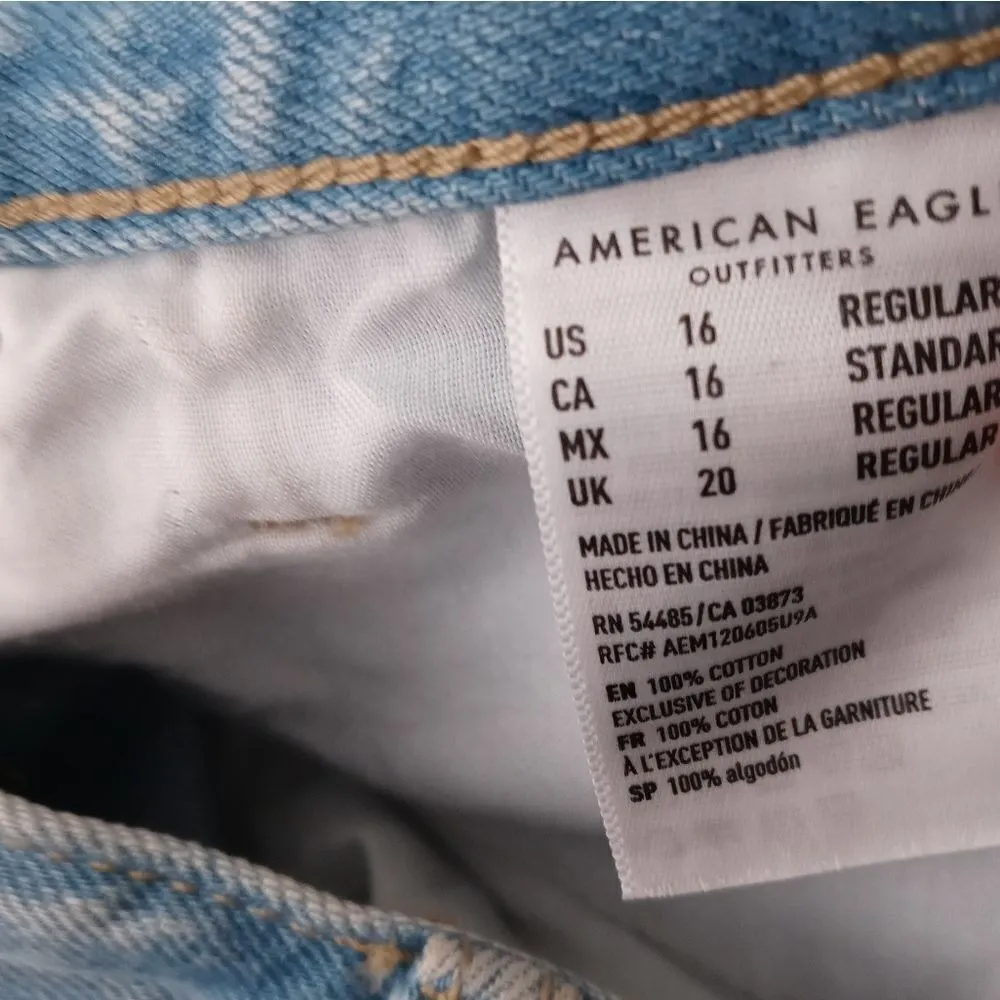 AMERICAN EAGL
OUTFITTERS
US 16 REGULAR
CA 16 STANDAR
MX 16 REGULAR
UK 20 REGULAR
MADE IN CHINA / FABRIQUÉ EN CHINE
HECHO EN CHINA
RN 54485/CA 03873
RFC# AEM120605U9A
EN 100% COTTON
EXCLUSIVE OF DECORATION
FR 100% COTON
À L'EXCEPTION DE LA GARNITURE
SP 100% algodón